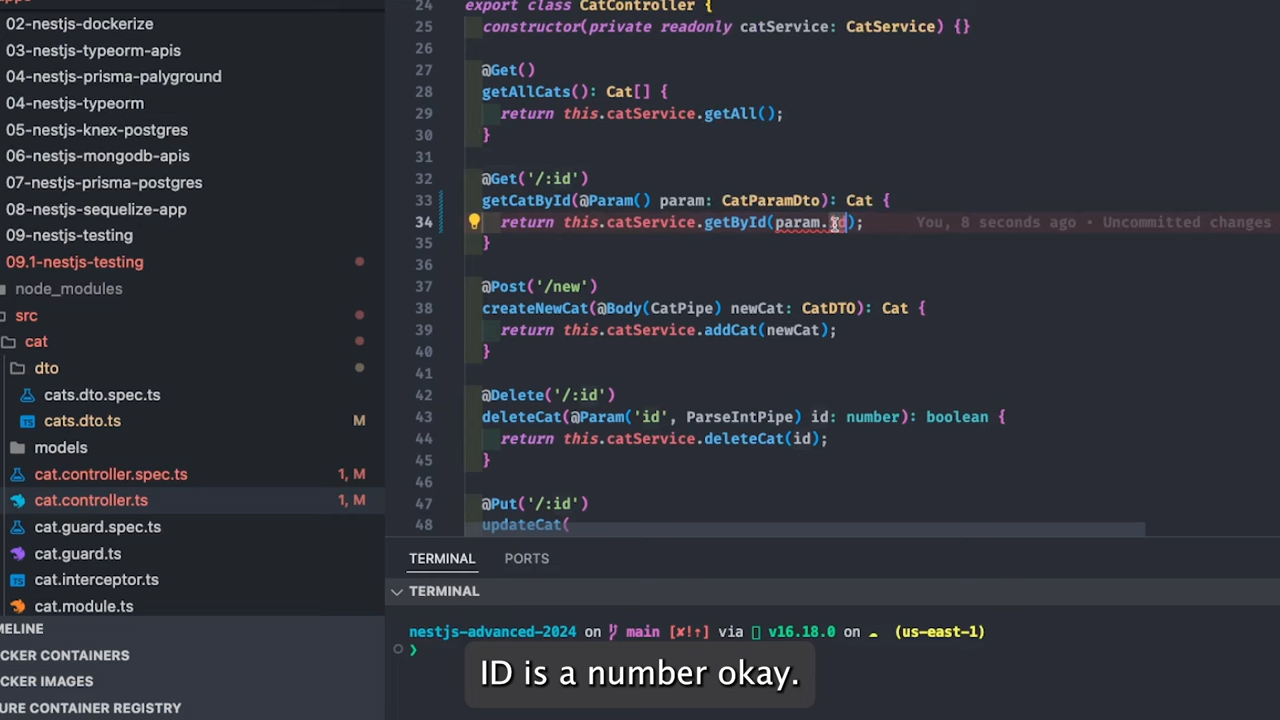 apps
02-nestjs-dockerize
03-nestjs-typeorm-apis
04-nestjs-prisma-palyground
04-nestjs-typeorm
05-nestjs-knex-postgres
06-nestjs-mongodb-apis
07-nestjs-prisma-postgres
08-nestjs-sequelize-app
09-nestjs-testing
09.1-nestjs-testing
node_modules
src
cat
dto
cats.dto.spec.ts
cats.dto.ts M
models
cat.controller.spec.ts 1, M
cat.controller.ts 1, M
cat.guard.spec.ts
cat.guard.ts
cat.interceptor.ts
cat.module.ts
MELINE
CKER CONTAINERS
CKER IMAGES
URE CONTAINER REGISTRY
24 export class CatController {
25 constructor(private readonly catService: CatService) {}
26
27 @Get()
28 getAllCats(): Cat[] {
29 return this.catService.getAll();
30 }
31
32 @Get('/:id')
33 getCatById(@Param() param: CatParamDto): Cat {
34 return this.catService.getById(param.id); You, 8 seconds ago • Uncommitted changes
35 }
36
37 @Post('/new')
38 createNewCat(@Body(CatPipe) newCat: CatDTO): Cat {
39 return this.catService.addCat(newCat);
40 }
41
42 @Delete('/:id')
43 deleteCat(@Param('id', ParseIntPipe) id: number): boolean {
44 return this.catService.deleteCat(id);
45 }
46
47 @Put('/:id')
48 updateCat(
TERMINAL PORTS
TERMINAL
nestjs-advanced-2024 on main [✘!⇡] via v16.18.0 on (us-east-1)
❯
ID is a number okay.